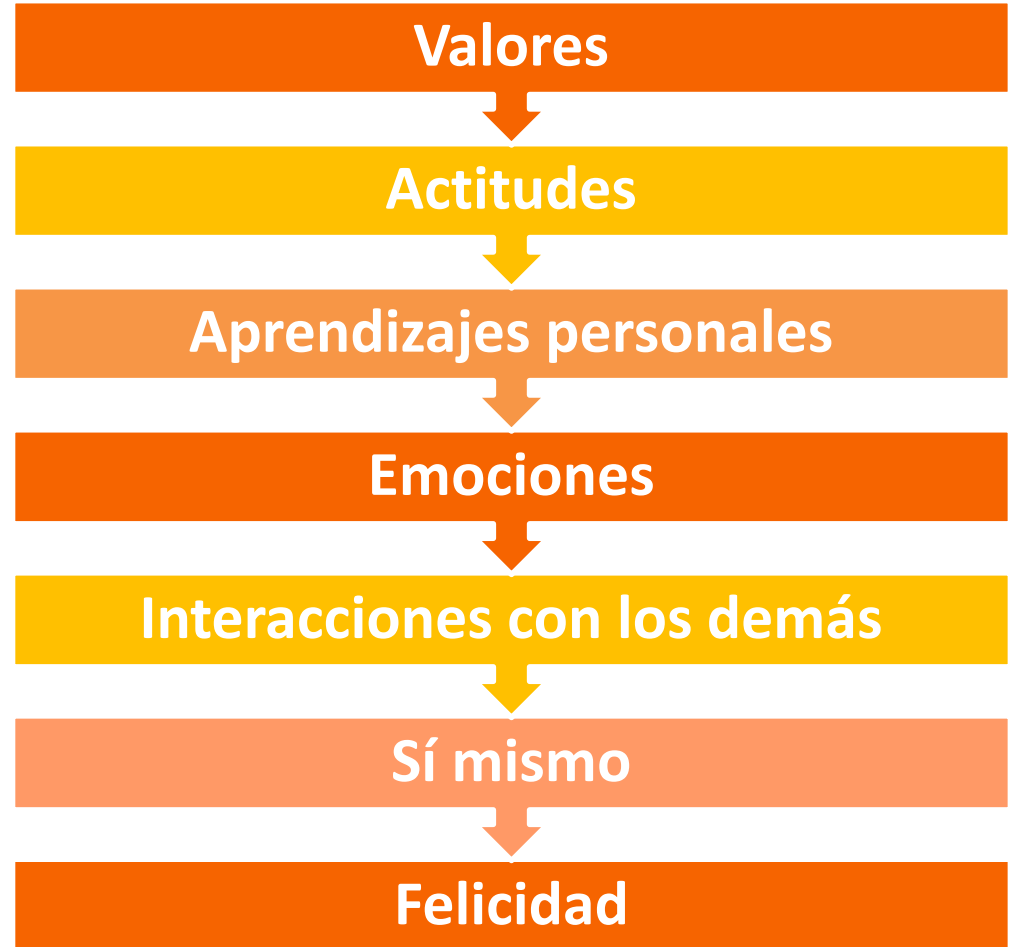 Valores
Actitudes
Aprendizajes personales
Emociones
Interacciones con los demás
Sí mismo
Felicidad